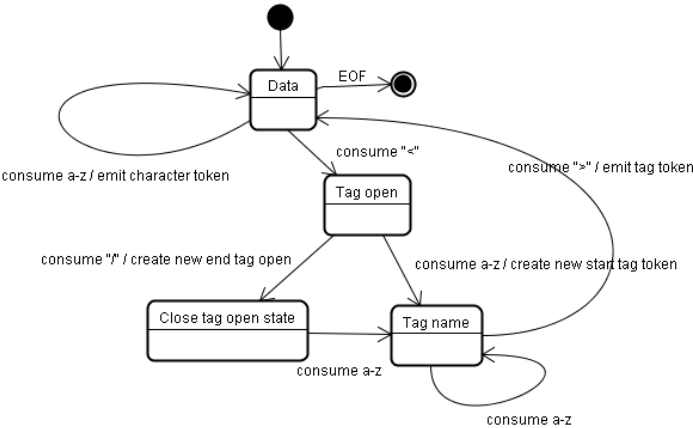 EOF
Data
consume "<"
consume ">" / emit tag token
consume a-z / emit character token
Tag open
consume "/" / create new end tag open
consume a-z / create new start tag token
Close tag open state
Tag name
consume a-z
consume a-z